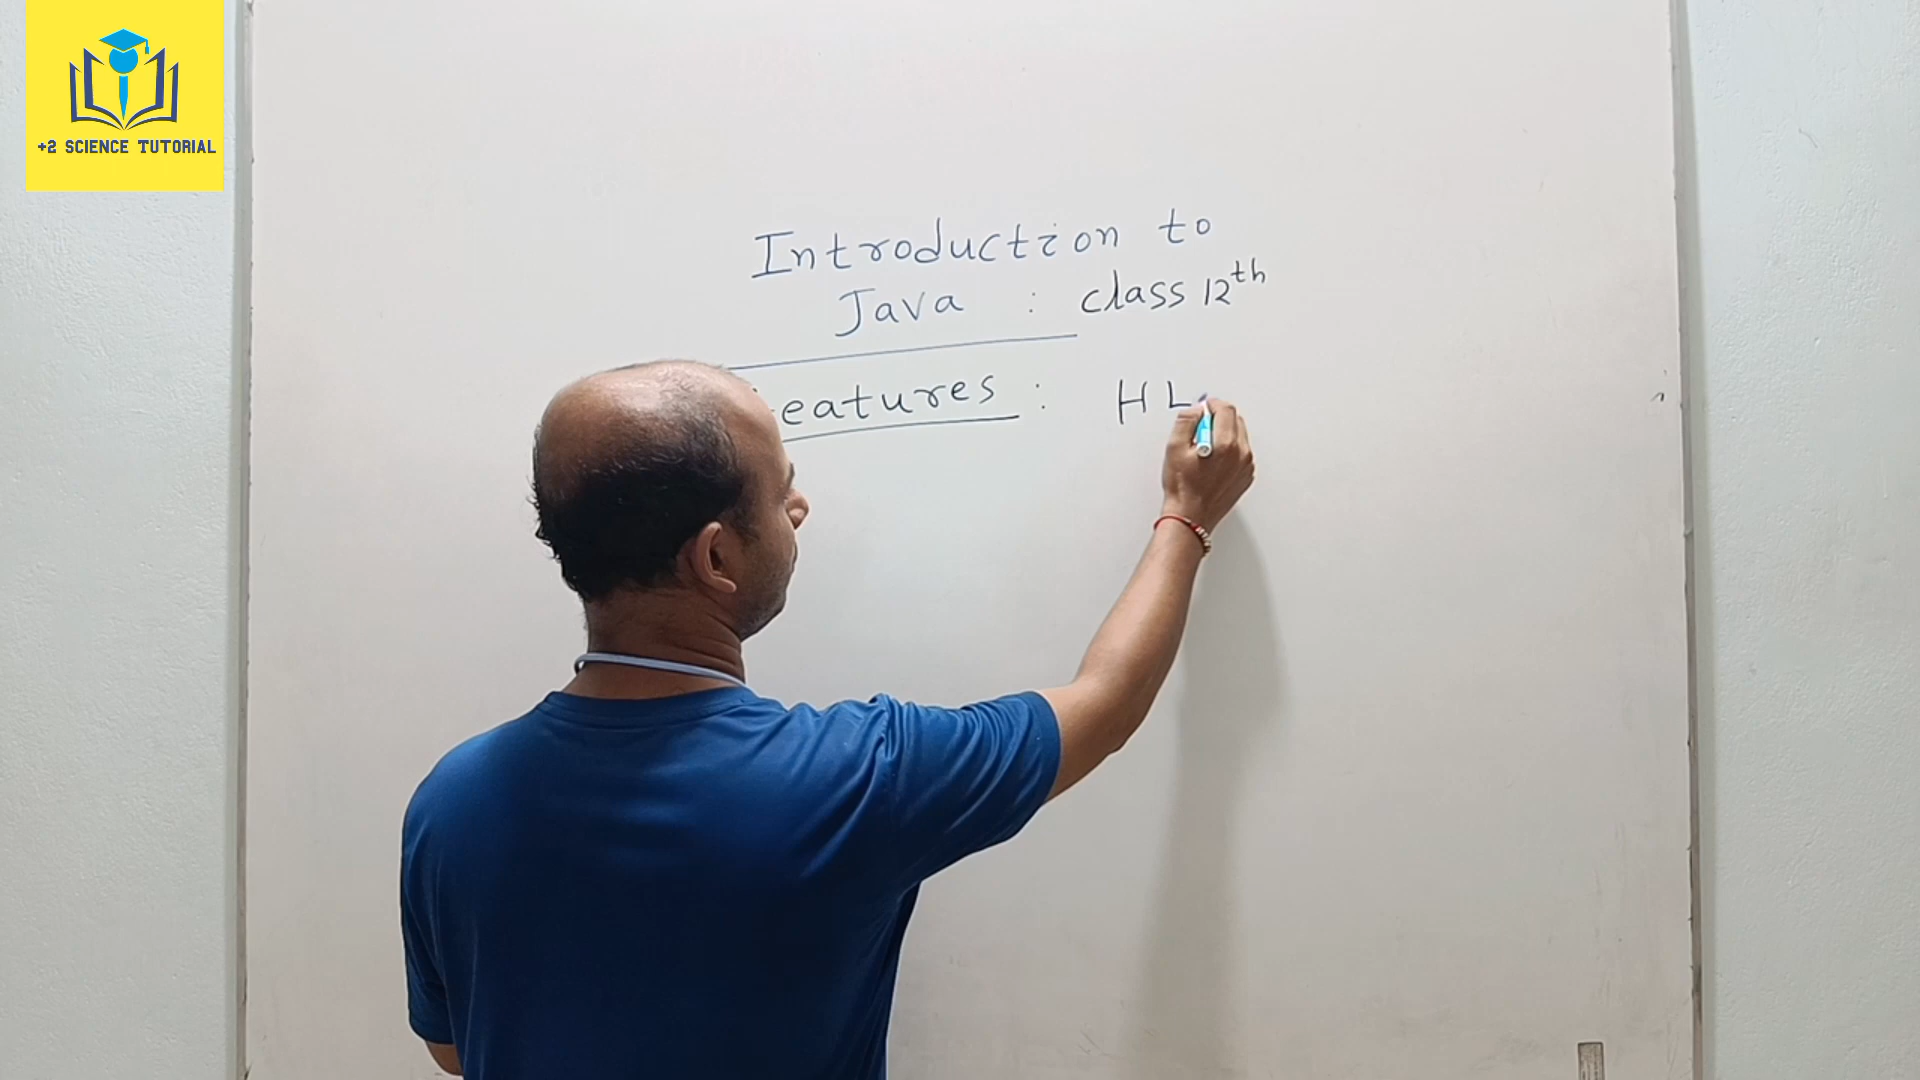 +2 SCIENCE TUTORIAL
Introduction to
Java : class 12th
eatures : HL